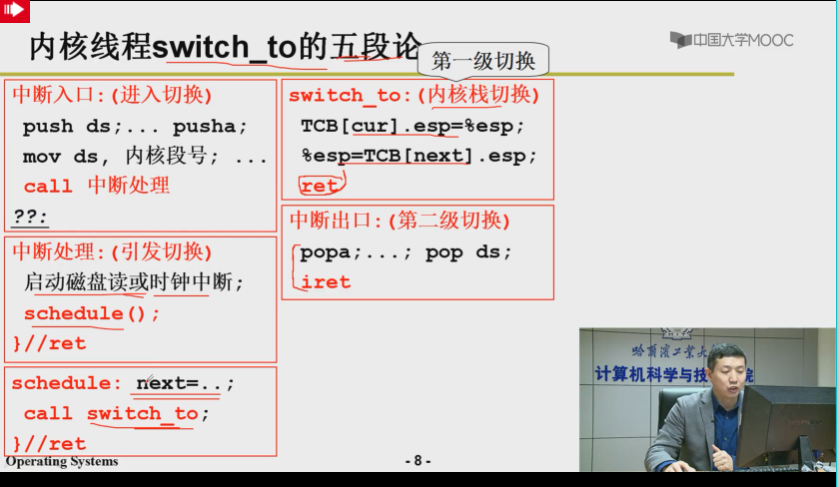 内核线程switch_to的五段论
中国大学MOOC
第一级切换
中断入口:(进入切换)
push ds;... pusha;
mov ds, 内核段号; ...
call 中断处理
??:
中断处理:(引发切换)
启动磁盘读或时钟中断;
schedule();
}//ret
schedule: next=..;
call switch_to;
}//ret
switch_to:(内核栈切换)
TCB[cur].esp=%esp;
%esp=TCB[next].esp;
ret
中断出口:(第二级切换)
popa;...; pop ds;
iret
哈尔滨工业大
计算机科学与技 院
Operating Systems
- 8 -